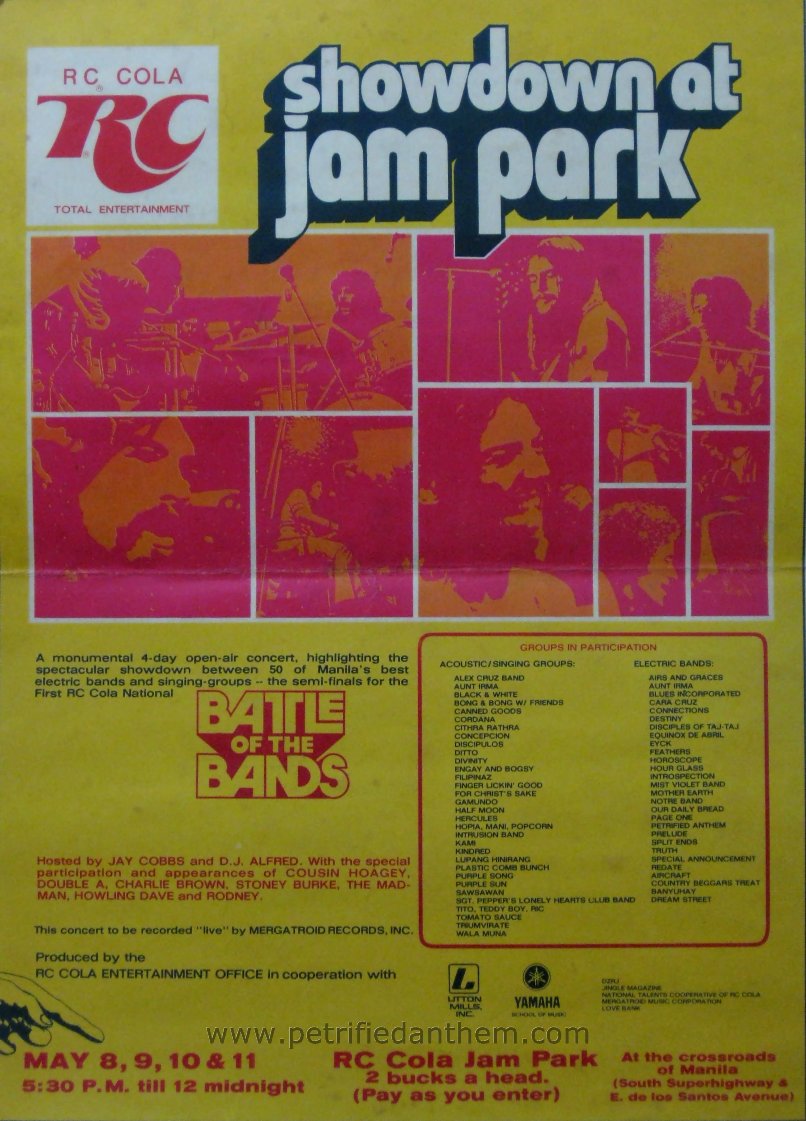 RC COLA
RC
TOTAL ENTERTAINMENT
showdown at
jam park
A monumental 4-day open-air concert, highlighting the
spectacular showdown between 50 of Manila's best
electric bands and singing-groups -- the semi-finals for the
First RC Cola National
BATTLE
OF THE
BANDS
Hosted by JAY COBBS and D.J. ALFRED. With the special
participation and appearances of COUSIN HOAGEY,
DOUBLE A, CHARLIE BROWN, STONEY BURKE, THE MAD-
MAN, HOWLING DAVE and RODNEY.
This concert to be recorded "live" by MERGATROID RECORDS, INC.
Produced by the
RC COLA ENTERTAINMENT OFFICE in cooperation with
GROUPS IN PARTICIPATION
ACOUSTIC/SINGING GROUPS:
ALEX CRUZ BAND
AUNT IRMA
BLACK & WHITE
BONG & BONG W/ FRIENDS
CANNED GOODS
CORDANA
CITHRA RATHRA
CONCEPCION
DISCIPULOS
DITTO
DIVINITY
ENGAY AND BOGSY
FILIPINAZ
FINGER LICKIN' GOOD
FOR CHRIST'S SAKE
GAMUNDO
HALF MOON
HERCULES
HOPIA, MANI, POPCORN
INTRUSION BAND
KAMI
KINDRED
LUPANG HINIRANG
PLASTIC COMB BUNCH
PURPLE SONG
PURPLE SUN
SAWSAWAN
SGT. PEPPER'S LONELY HEARTS CLUB BAND
TITO, TEDDY BOY, RIC
TOMATO SAUCE
TRIUMVIRATE
WALA MUNA
ELECTRIC BANDS:
AIRS AND GRACES
AUNT IRMA
BLUES INCORPORATED
CARA CRUZ
CONNECTIONS
DESTINY
DISCIPLES OF TAJ-TAJ
EQUINOX DE ABRIL
EYCK
FEATHERS
HOROSCOPE
HOUR GLASS
INTROSPECTION
MIST VIOLET BAND
MOTHER EARTH
NOTRE BAND
OUR DAILY BREAD
PAGE ONE
PETRIFIED ANTHEM
PRELUDE
SPLIT ENDS
TRUTH
SPECIAL ANNOUNCEMENT
REDATE
AIRCRAFT
COUNTRY BEGGARS TREAT
BANYUHAY
DREAM STREET
L
LITTON
MILLS,
INC.
YAMAHA
SCHOOL OF MUSIC
DZRJ
JINGLE MAGAZINE
NATIONAL TALENTS COOPERATIVE OF RC COLA
MERGATROID MUSIC CORPORATION
LOVE BANK
www.petrifiedanthem.com
MAY 8, 9, 10 & 11
5:30 P.M. till 12 midnight
RC Cola Jam Park
2 bucks a head.
(Pay as you enter)
At the crossroads
of Manila
(South Superhighway &
E. de los Santos Avenue)